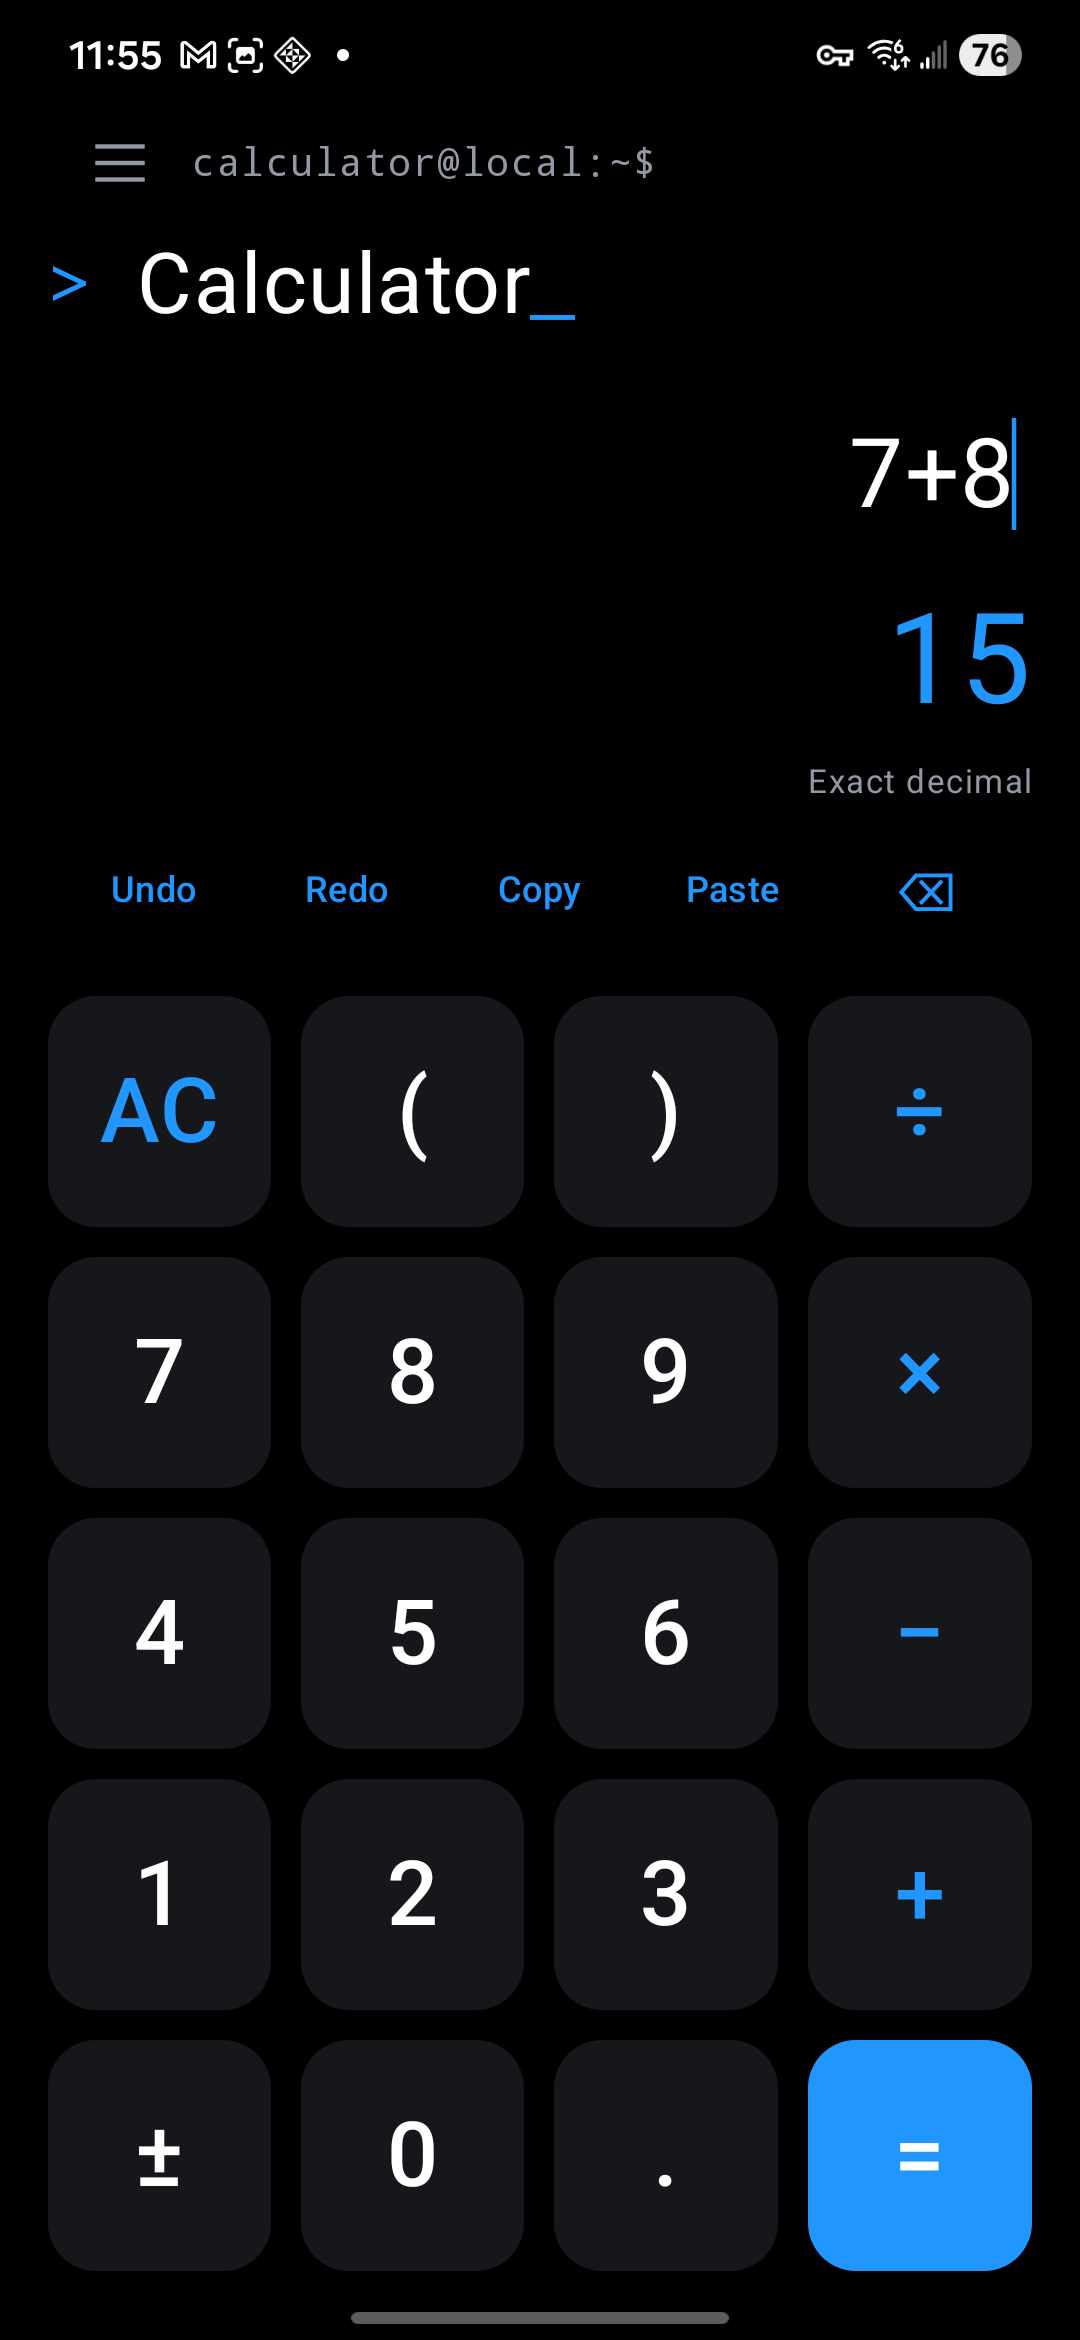 11:55 76
calculator@local:~$
> Calculator_
7+8
15
Exact decimal
Undo Redo Copy Paste
AC ( ) ÷
7 8 9 ×
4 5 6 −
1 2 3 +
± 0 . =